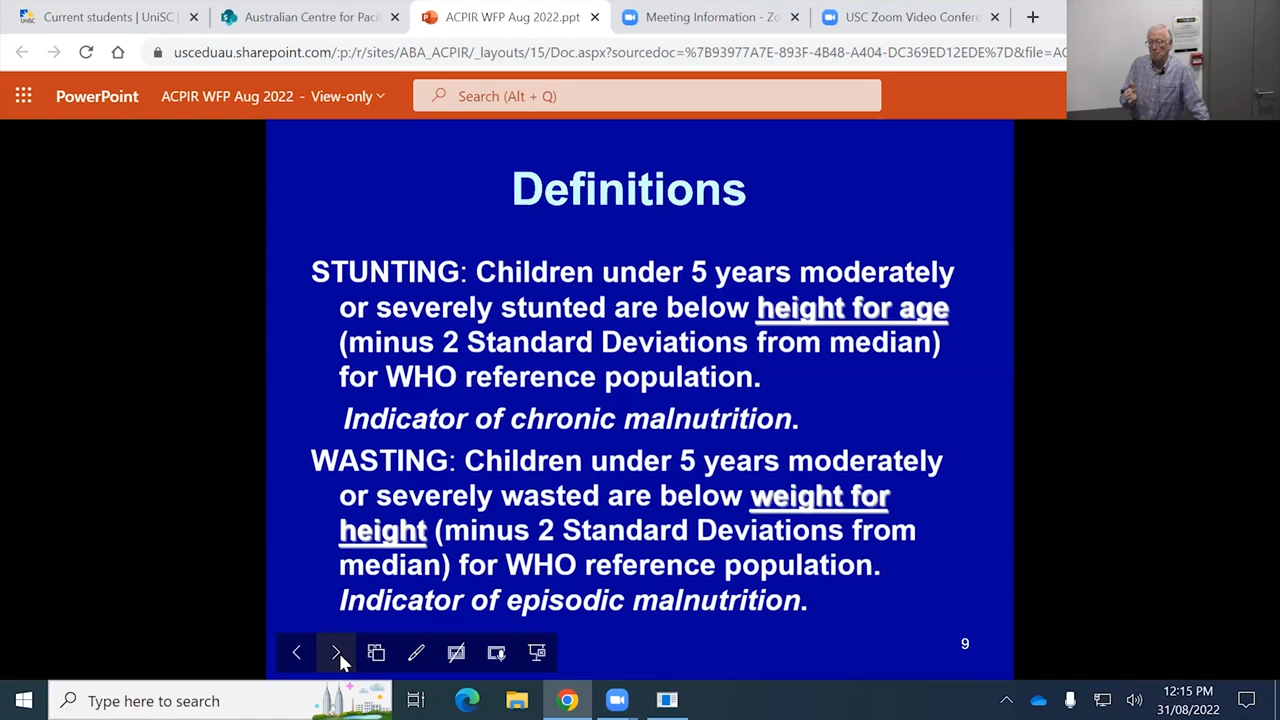 Current students | UniSC |
Australian Centre for Pacif
ACPIR WFP Aug 2022.ppt
Meeting Information - Zo
USC Zoom Video Confere
usceduau.sharepoint.com/:p:/r/sites/ABA_ACPIR/_layouts/15/Doc.aspx?sourcedoc=%7B93977A7E-893F-4B48-A404-DC369ED12EDE%7D&file=AC
PowerPoint
ACPIR WFP Aug 2022 - View-only
Search (Alt + Q)
Definitions
STUNTING: Children under 5 years moderately
or severely stunted are below height for age
(minus 2 Standard Deviations from median)
for WHO reference population.
Indicator of chronic malnutrition.
WASTING: Children under 5 years moderately
or severely wasted are below weight for
height (minus 2 Standard Deviations from
median) for WHO reference population.
Indicator of episodic malnutrition.
9
Type here to search
12:15 PM
31/08/2022